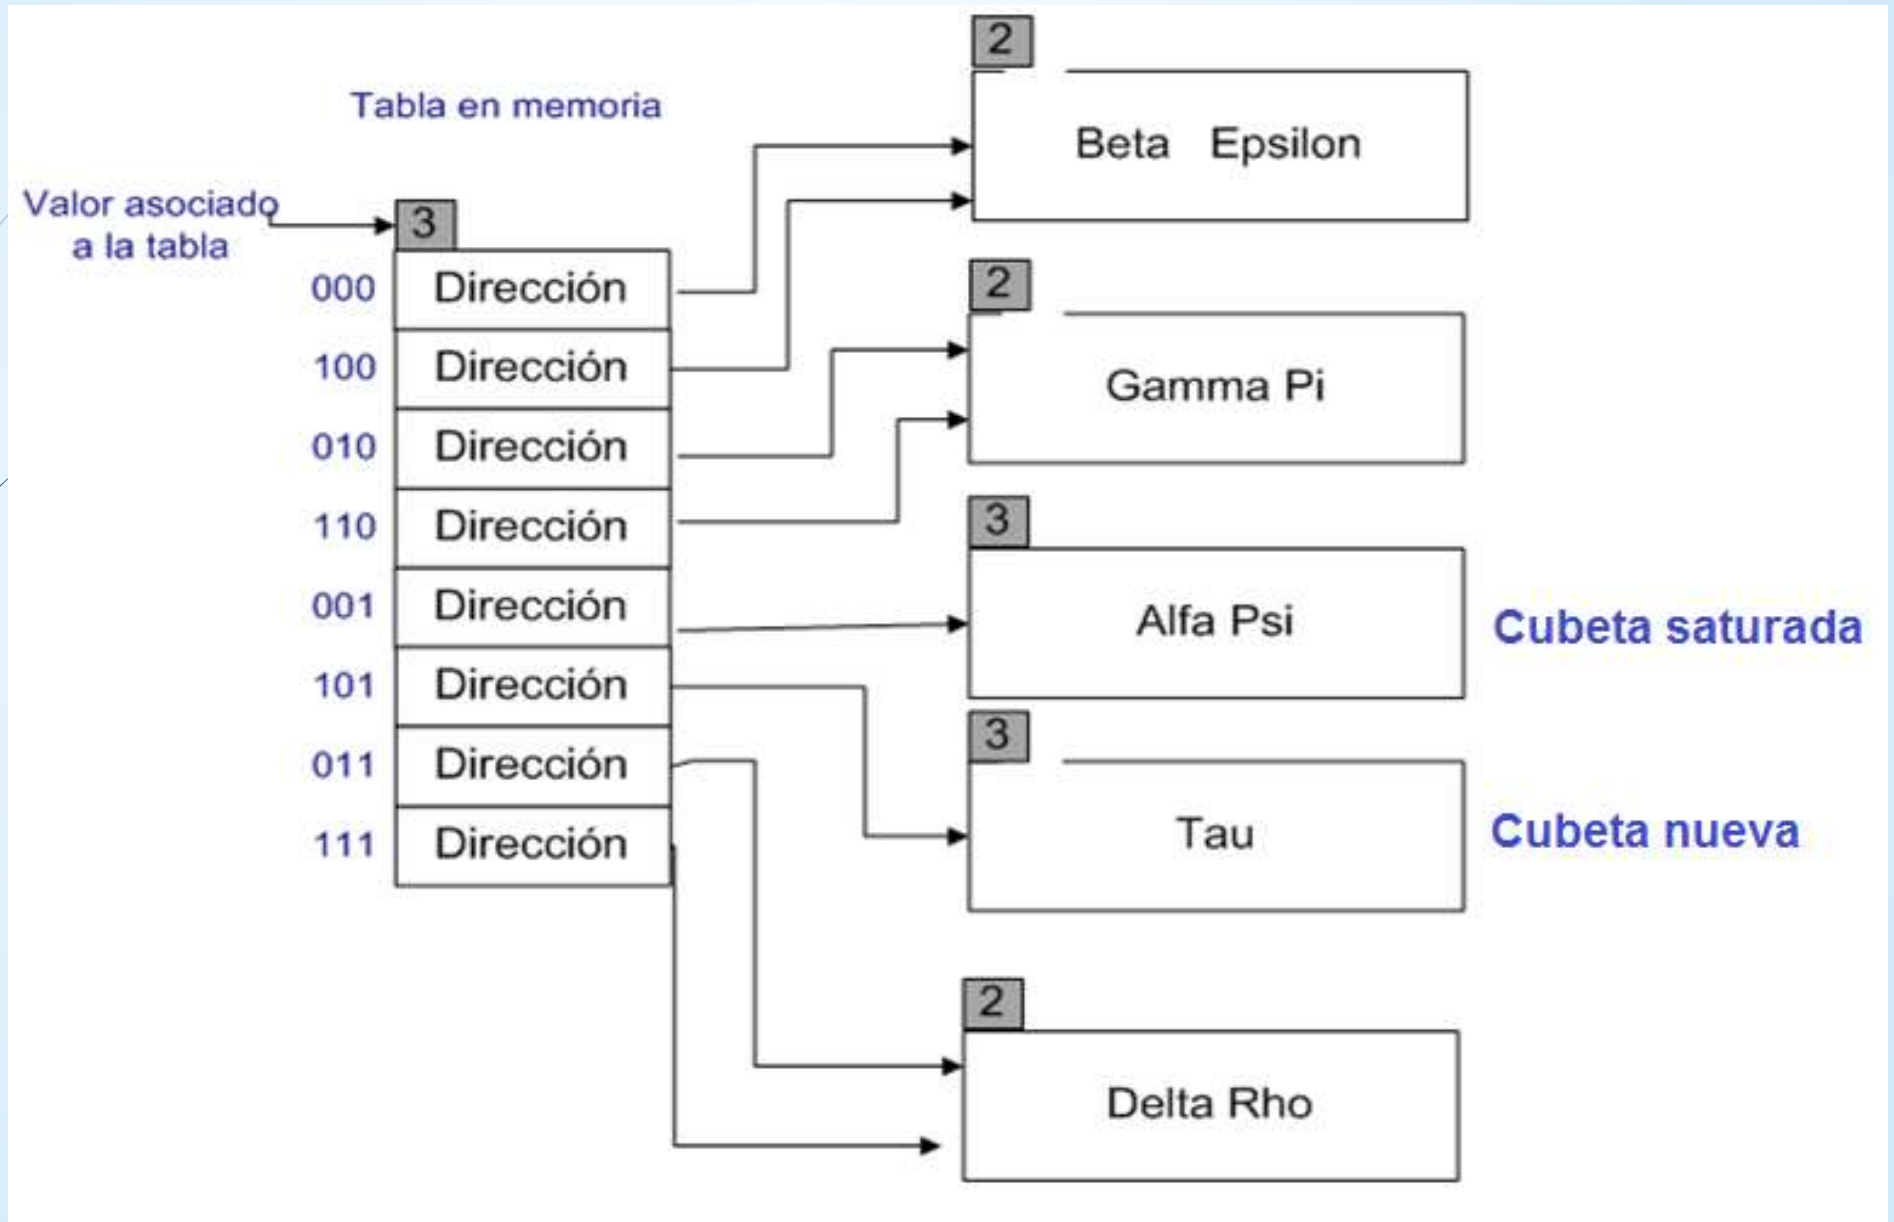 Tabla en memoria
Valor asociado
a la tabla
3
000 Dirección
100 Dirección
010 Dirección
110 Dirección
001 Dirección
101 Dirección
011 Dirección
111 Dirección
2
Beta Epsilon
2
Gamma Pi
3
Alfa Psi
Cubeta saturada
3
Tau
Cubeta nueva
2
Delta Rho